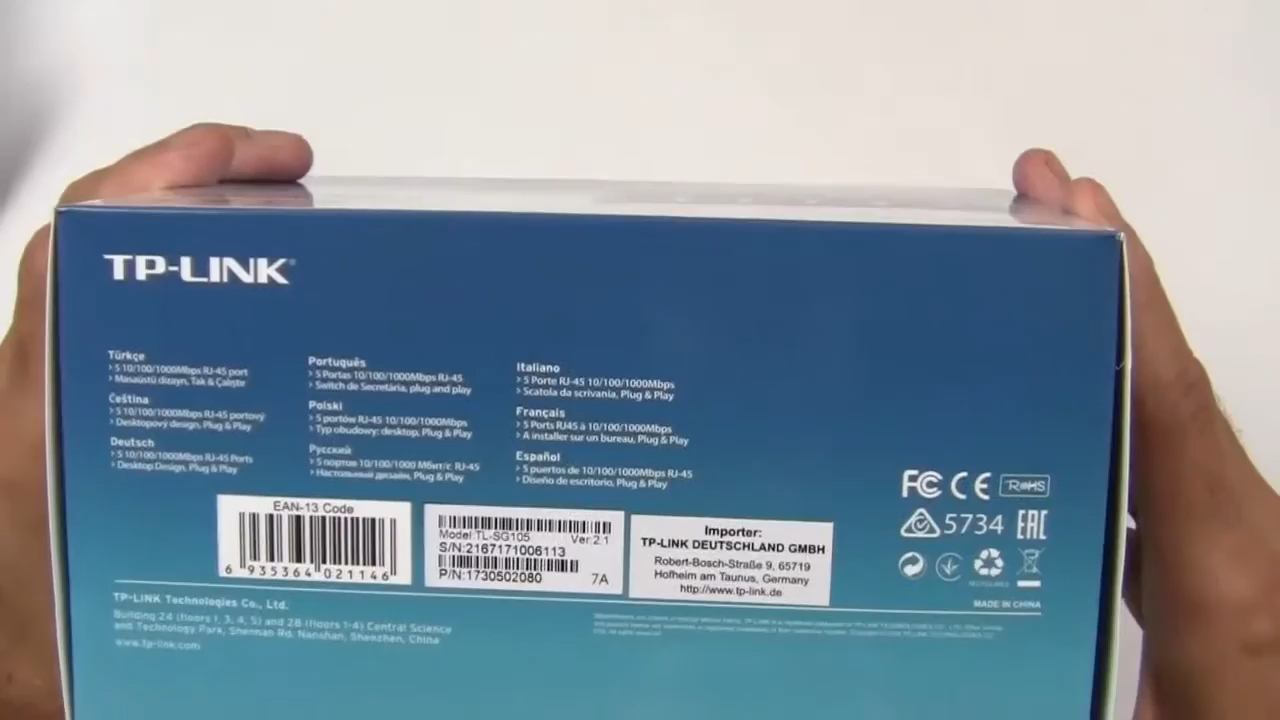 TP-LINK®
Türkçe
› 5 10/100/1000Mbps RJ-45 port
› Masaüstü dizayn, Tak & Çalıştır
Čeština
› 5 10/100/1000Mbps RJ-45 portový
› Desktopový design, Plug & Play
Deutsch
› 5 10/100/1000Mbps RJ-45 Ports
› Desktop Design, Plug & Play
Português
› 5 Portas 10/100/1000Mbps RJ-45
› Switch de Secretária, plug and play
Polski
› 5 portów RJ-45 10/100/1000Mbps
› Typ obudowy: desktop, Plug & Play
Русский
› 5 портов 10/100/1000 Мбит/с RJ-45
› Настольный дизайн, Plug & Play
Italiano
› 5 Porte RJ-45 10/100/1000Mbps
› Scatola da scrivania, Plug & Play
Français
› 5 Ports RJ45 à 10/100/1000Mbps
› A installer sur un bureau, Plug & Play
Español
› 5 puertos de 10/100/1000Mbps RJ-45
› Diseño de escritorio, Plug & Play
FC CE RoHS
5734 EAC
MADE IN CHINA
EAN-13 Code
6 935364 021146
Model:TL-SG105 Ver:2.1
S/N:2167171006113
P/N:1730502080 7A
Importer:
TP-LINK DEUTSCHLAND GMBH
Robert-Bosch-Straße 9, 65719
Hofheim am Taunus, Germany
http://www.tp-link.de
TP-LINK Technologies Co., Ltd.
Building 24 (floors 1, 3, 4, 5) and 28 (floors 1-4) Central Science
and Technology Park, Shennan Rd, Nanshan, Shenzhen, China
www.tp-link.com